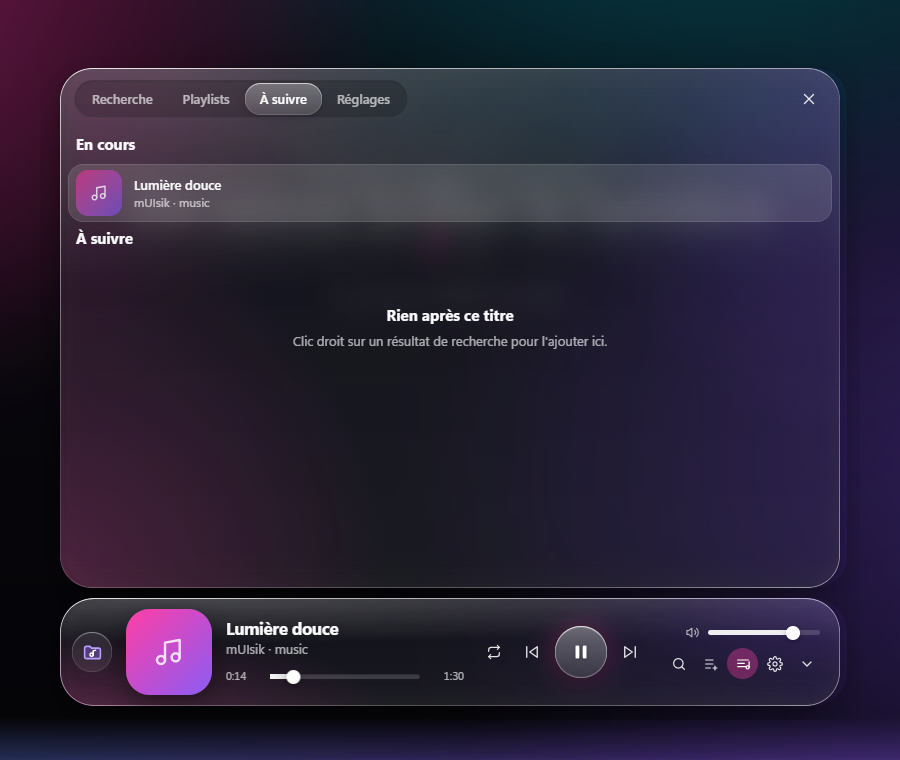 Recherche Playlists À suivre Réglages
En cours
Lumière douce
mUIsik · music
À suivre
Rien après ce titre
Clic droit sur un résultat de recherche pour l'ajouter ici.
Lumière douce
mUIsik · music
0:14 1:30